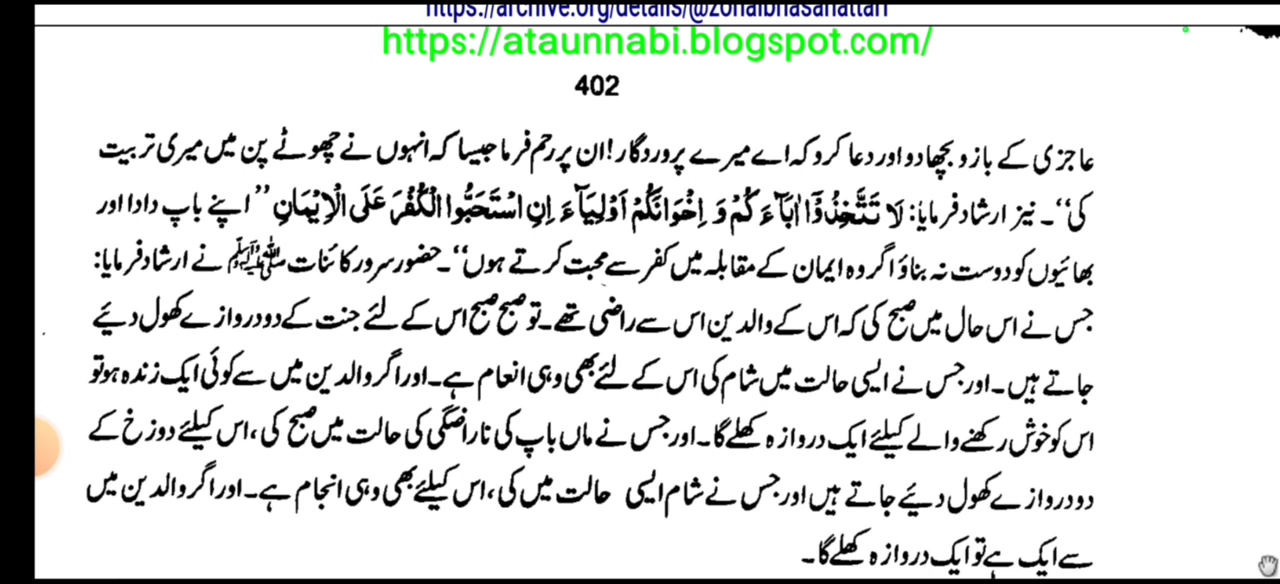 https://archive.org/details/@zohaibhasanattari
https://ataunnabi.blogspot.com/
402
عاجزی کے بازو بچھا دو اور دعا کرو کہ اے میرے پروردگار! ان پر رحم فرما جیسا کہ انہوں نے چھوٹے پن میں میری تربیت
کی‘‘۔ نیز ارشاد فرمایا: لَا تَتَّخِذُوْٓا اٰبَآءَكُمْ وَ اِخْوَانَكُمْ اَوْلِيَآءَ اِنِ اسْتَحَبُّوا الْكُفْرَ عَلَى الْاِيْمَانِ ’’اپنے باپ دادا اور
بھائیوں کو دوست نہ بناؤ اگر وہ ایمان کے مقابلہ میں کفر سے محبت کرتے ہوں‘‘۔ حضور سرور کائنات ﷺ نے ارشاد فرمایا:
جس نے اس حال میں صبح کی کہ اس کے والدین اس سے راضی تھے۔ تو صبح صبح اس کے لئے جنت کے دو دروازے کھول دیئے
جاتے ہیں۔ اور جس نے ایسی حالت میں شام کی اس کے لئے بھی وہی انعام ہے۔ اور اگر والدین میں سے کوئی ایک زندہ ہو تو
اس کو خوش رکھنے والے کیلئے ایک دروازہ کھلے گا۔ اور جس نے ماں باپ کی ناراضگی کی حالت میں صبح کی، اس کیلئے دوزخ کے
دو دروازے کھول دیئے جاتے ہیں اور جس نے شام ایسی حالت میں کی، اس کیلئے بھی وہی انجام ہے۔ اور اگر والدین میں
سے ایک ہے تو ایک دروازہ کھلے گا۔